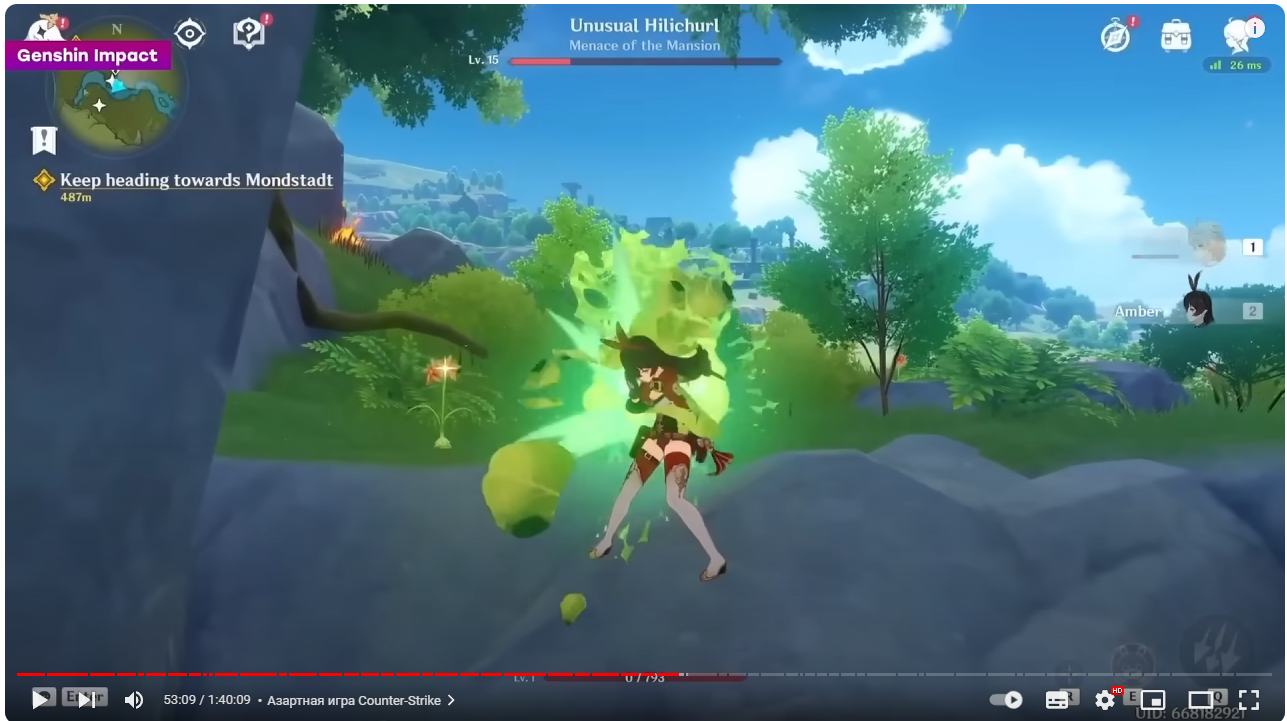 Unusual Hilichurl
Menace of the Mansion
Lv. 15
N
Genshin Impact
26 ms
Keep heading towards Mondstadt
487m
1
Amber
2
Lv. 1
0 / 793
53:09 / 1:40:09 • Азартная игра Counter-Strike
HD
E
Q
UID: 668182921